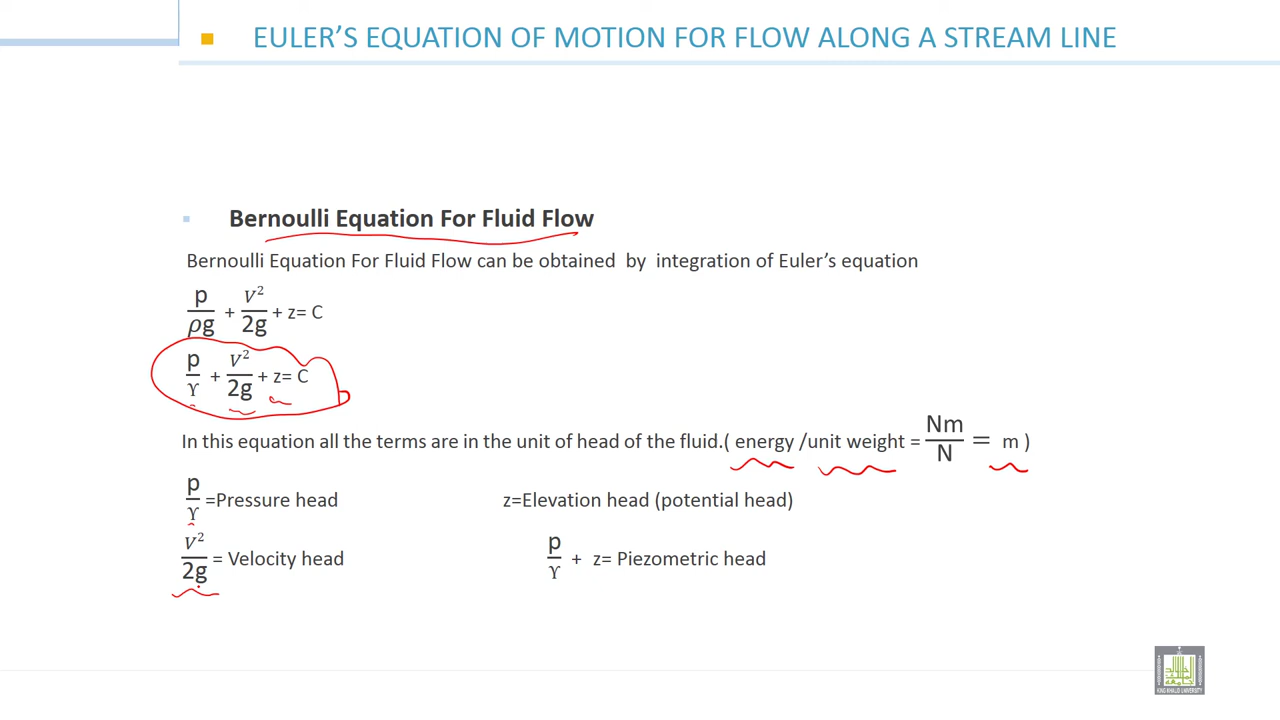 EULER'S EQUATION OF MOTION FOR FLOW ALONG A STREAM LINE
Bernoulli Equation For Fluid Flow
Bernoulli Equation For Fluid Flow can be obtained by integration of Euler's equation
p/ρg + V²/2g + z= C
p/ϒ + V²/2g + z= C
In this equation all the terms are in the unit of head of the fluid.( energy /unit weight = Nm/N = m )
p/ϒ =Pressure head
z=Elevation head (potential head)
V²/2g = Velocity head
p/ϒ + z= Piezometric head
KING KHALID UNIVERSITY